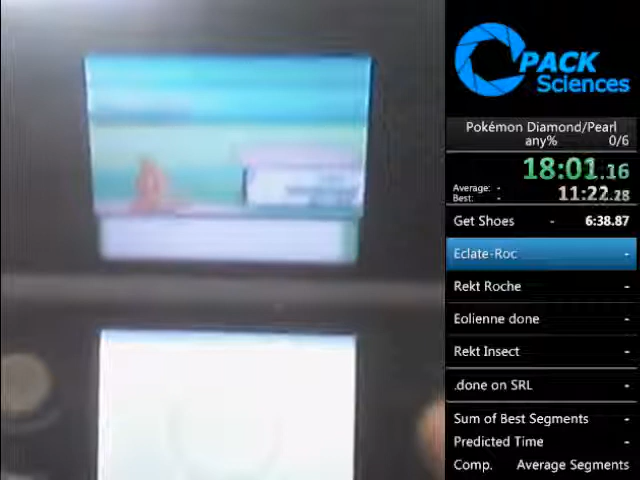 PACK
Sciences
Pokémon Diamond/Pearl
any% 0/6
18:01.16
Average: -
Best: - 11:22.28
Get Shoes - 6:38.87
Eclate-Roc -
Rekt Roche -
Eolienne done -
Rekt Insect -
.done on SRL -
Sum of Best Segments -
Predicted Time -
Comp. Average Segments